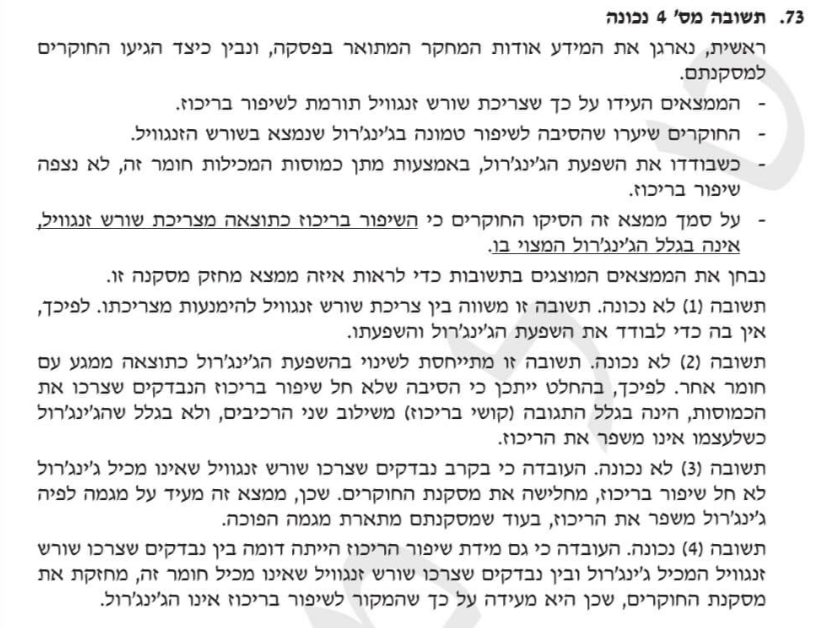 73. תשובה מס' 4 נכונה
ראשית, נארגן את המידע אודות המחקר המתואר בפסקה, ונבין כיצד הגיעו החוקרים
למסקנתם.
- הממצאים העידו על כך שצריכת שורש זנגוויל תורמת לשיפור בריכוז.
- החוקרים שיערו שהסיבה לשיפור טמונה בג'ינג'רול שנמצא בשורש הזנגוויל.
- כשבודדו את השפעת הג'ינג'רול, באמצעות מתן כמוסות המכילות חומר זה, לא נצפה
שיפור בריכוז.
- על סמך ממצא זה הסיקו החוקרים כי השיפור בריכוז כתוצאה מצריכת שורש זנגוויל,
אינה בגלל הג'ינג'רול המצוי בו.
נבחן את הממצאים המוצגים בתשובות כדי לראות איזה ממצא מחזק מסקנה זו.
תשובה (1) לא נכונה. תשובה זו משווה בין צריכת שורש זנגוויל להימנעות מצריכתו. לפיכך,
אין בה כדי לבודד את השפעת הג'ינג'רול והשפעתו.
תשובה (2) לא נכונה. תשובה זו מתייחסת לשינוי בהשפעת הג'ינג'רול כתוצאה ממגע עם
חומר אחר. לפיכך, בהחלט ייתכן כי הסיבה שלא חל שיפור בריכוז הנבדקים שצרכו את
הכמוסות, הינה בגלל התגובה (קושי בריכוז) משילוב שני הרכיבים, ולא בגלל שהג'ינג'רול
כשלעצמו אינו משפר את הריכוז.
תשובה (3) לא נכונה. העובדה כי בקרב נבדקים שצרכו שורש זנגוויל שאינו מכיל ג'ינג'רול
לא חל שיפור בריכוז, מחלישה את מסקנת החוקרים. שכן, ממצא זה מעיד על מגמה לפיה
ג'ינג'רול משפר את הריכוז, בעוד שמסקנתם מתארת מגמה הפוכה.
תשובה (4) נכונה. העובדה כי גם מידת שיפור הריכוז הייתה דומה בין נבדקים שצרכו שורש
זנגוויל המכיל ג'ינג'רול ובין נבדקים שצרכו שורש זנגוויל שאינו מכיל חומר זה, מחזקת את
מסקנת החוקרים, שכן היא מעידה על כך שהמקור לשיפור בריכוז אינו הג'ינג'רול.